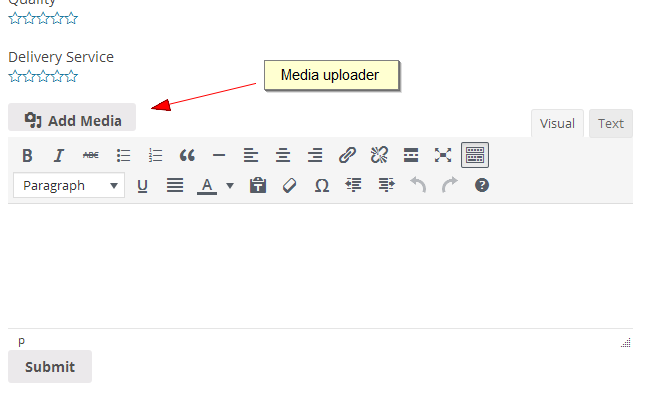 Quality
Delivery Service
Media uploader
Add Media
Visual Text
B I ABC
Paragraph U A T Ω ?
p
Submit